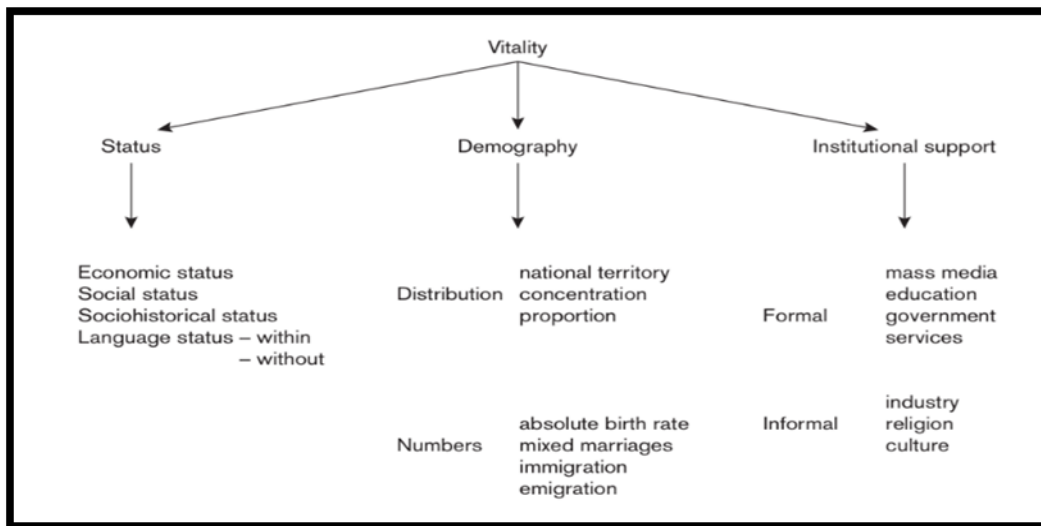 Vitality
Status
Demography
Institutional support
Economic status
Social status
Sociohistorical status
Language status – within
– without
Distribution
national territory
concentration
proportion
Numbers
absolute birth rate
mixed marriages
immigration
emigration
Formal
mass media
education
government
services
Informal
industry
religion
culture